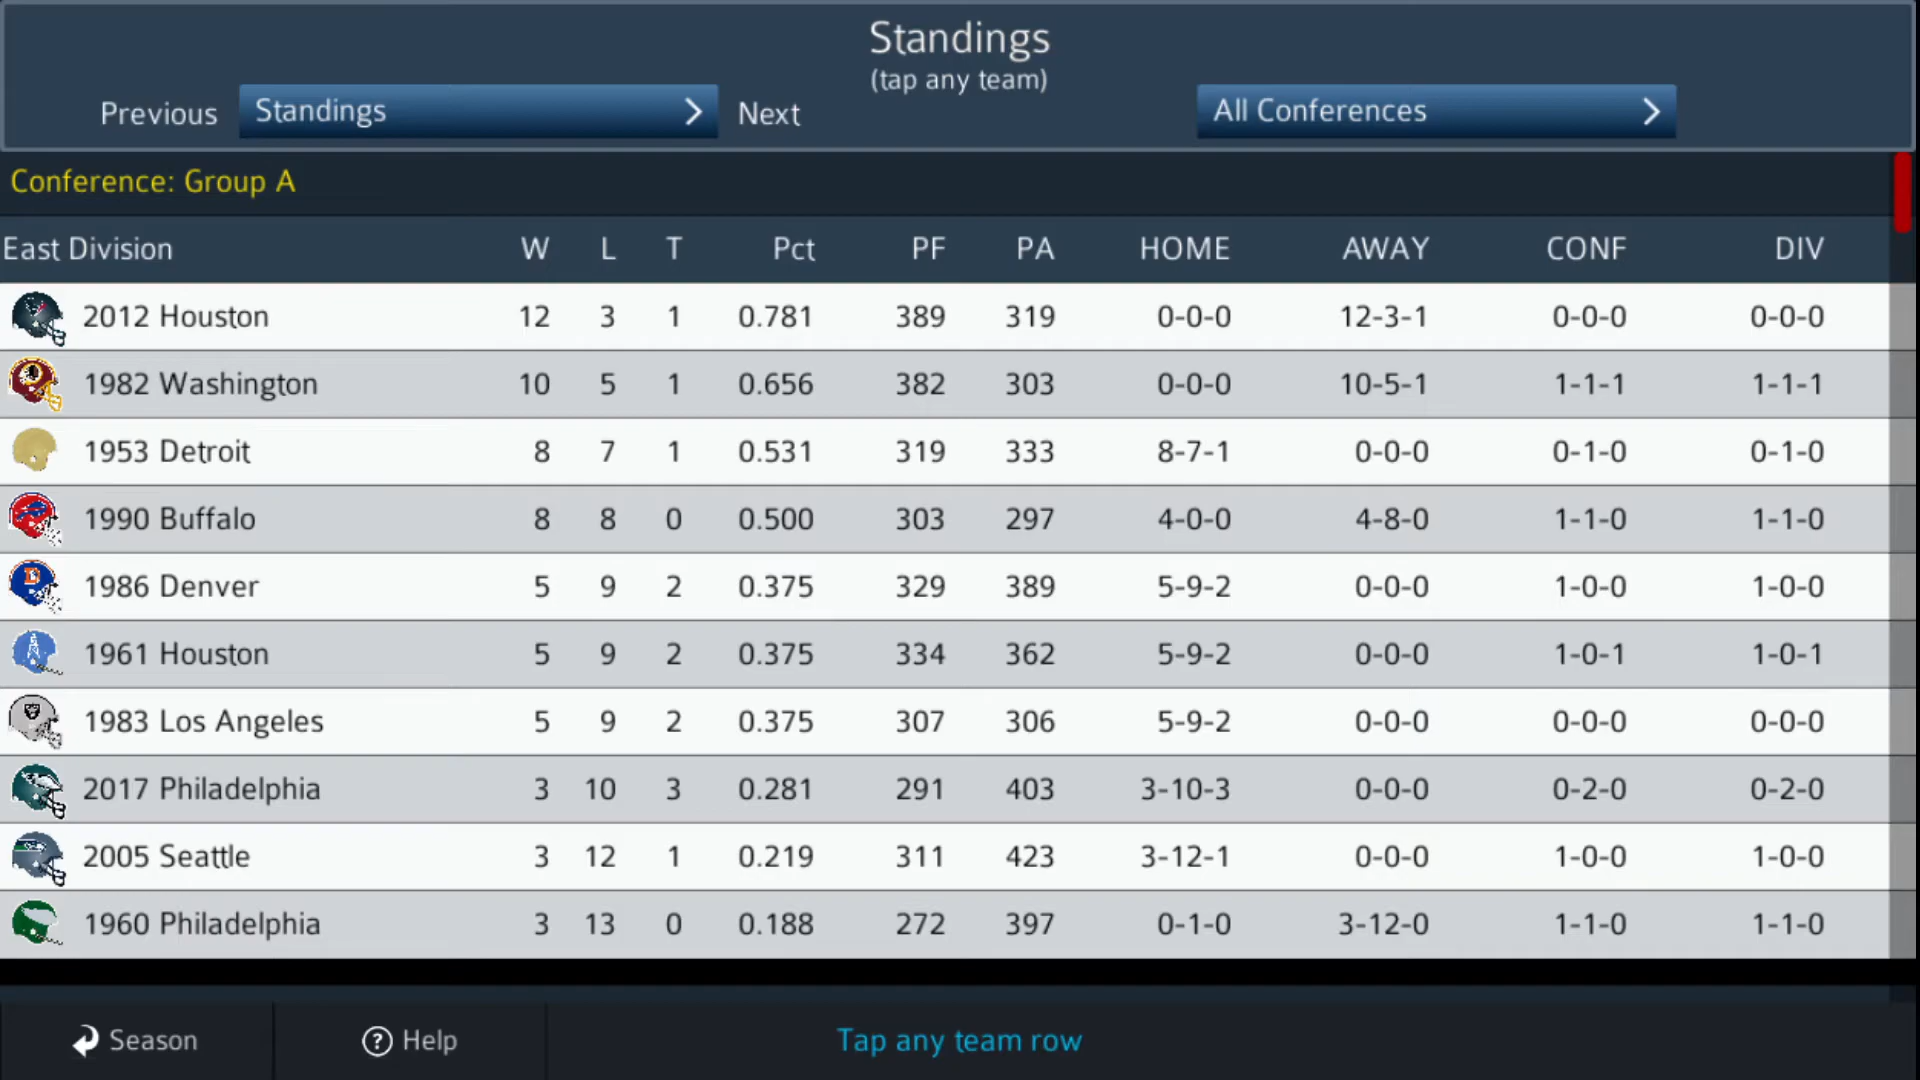 Standings
(tap any team)
Previous Standings Next All Conferences
Conference: Group A
East Division W L T Pct PF PA HOME AWAY CONF DIV
2012 Houston 12 3 1 0.781 389 319 0-0-0 12-3-1 0-0-0 0-0-0
1982 Washington 10 5 1 0.656 382 303 0-0-0 10-5-1 1-1-1 1-1-1
1953 Detroit 8 7 1 0.531 319 333 8-7-1 0-0-0 0-1-0 0-1-0
1990 Buffalo 8 8 0 0.500 303 297 4-0-0 4-8-0 1-1-0 1-1-0
1986 Denver 5 9 2 0.375 329 389 5-9-2 0-0-0 1-0-0 1-0-0
1961 Houston 5 9 2 0.375 334 362 5-9-2 0-0-0 1-0-1 1-0-1
1983 Los Angeles 5 9 2 0.375 307 306 5-9-2 0-0-0 0-0-0 0-0-0
2017 Philadelphia 3 10 3 0.281 291 403 3-10-3 0-0-0 0-2-0 0-2-0
2005 Seattle 3 12 1 0.219 311 423 3-12-1 0-0-0 1-0-0 1-0-0
1960 Philadelphia 3 13 0 0.188 272 397 0-1-0 3-12-0 1-1-0 1-1-0
Season ? Help Tap any team row